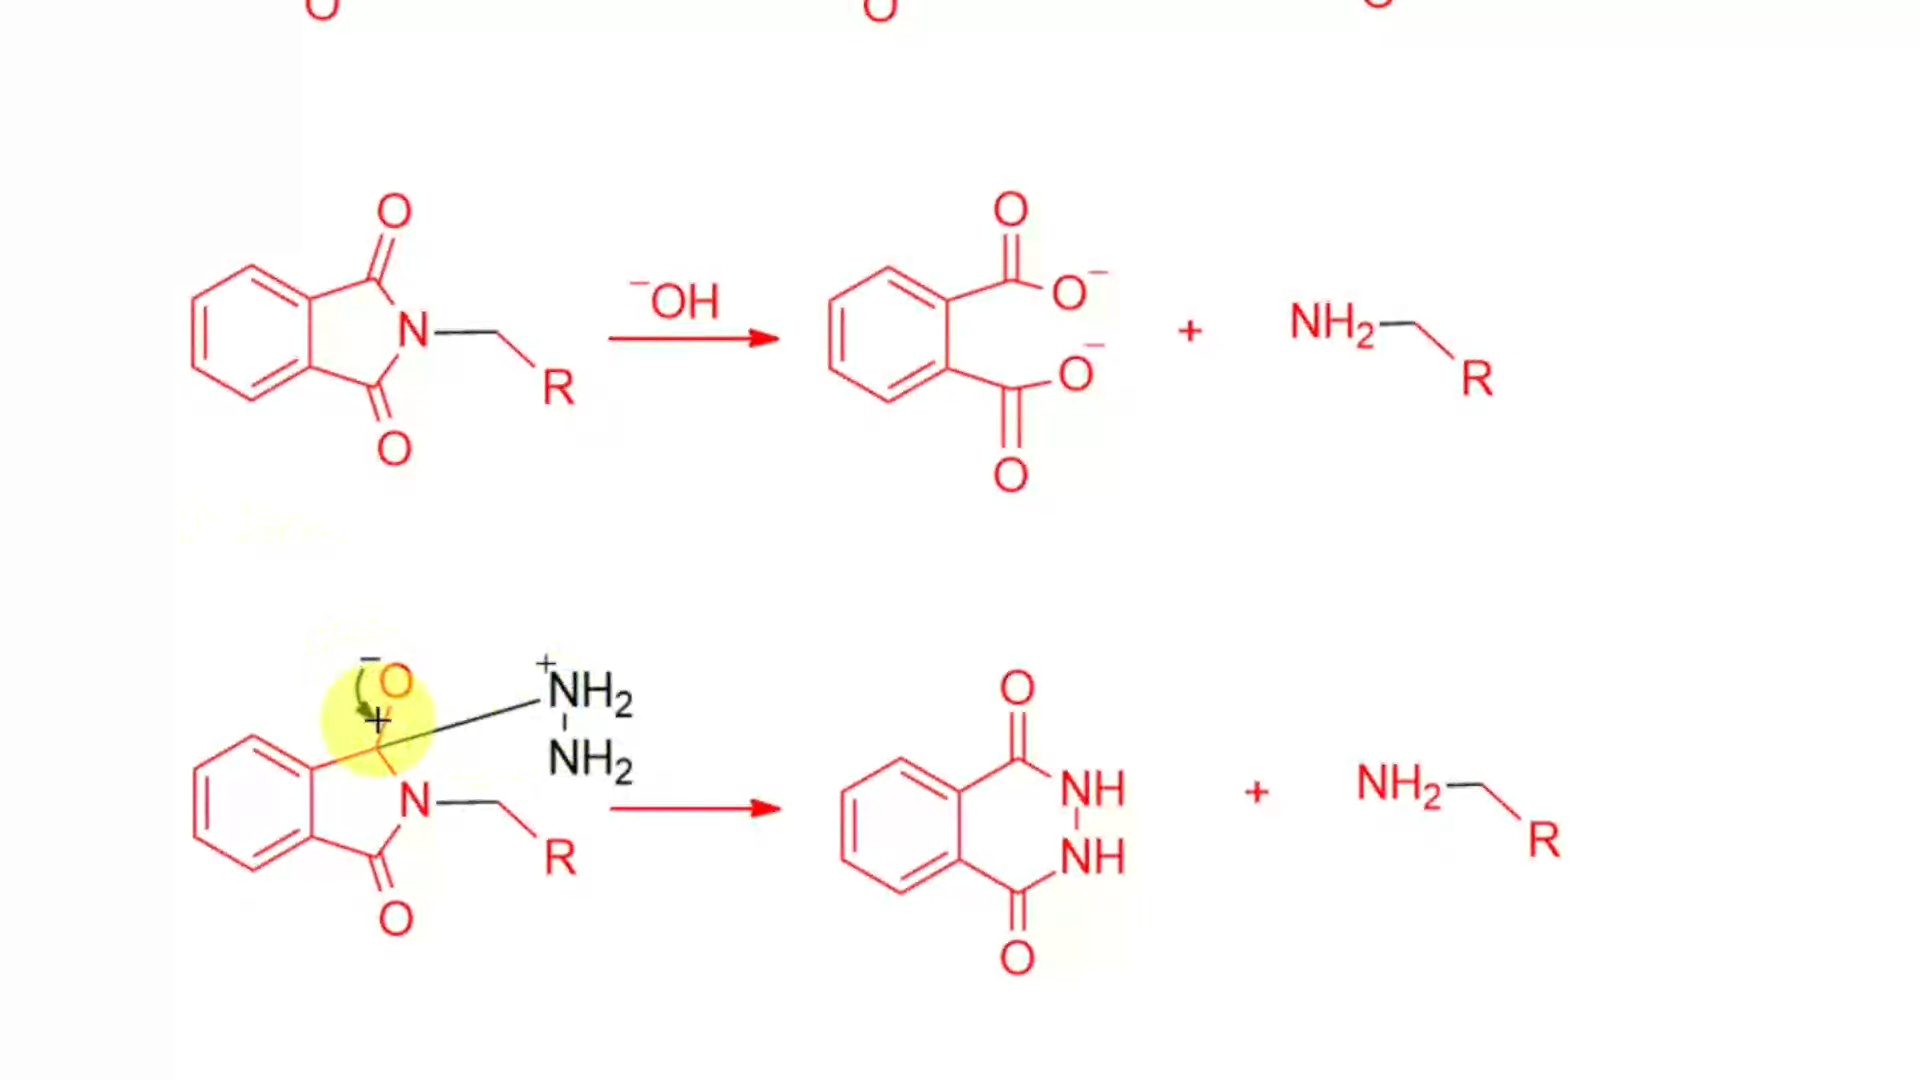 O O
O O
⁻OH
N
R
O⁻
O⁻
+
NH₂
R
O O
⁻O
+
⁺NH₂
NH₂
N
R
O
O
NH
NH
+
NH₂
R
O